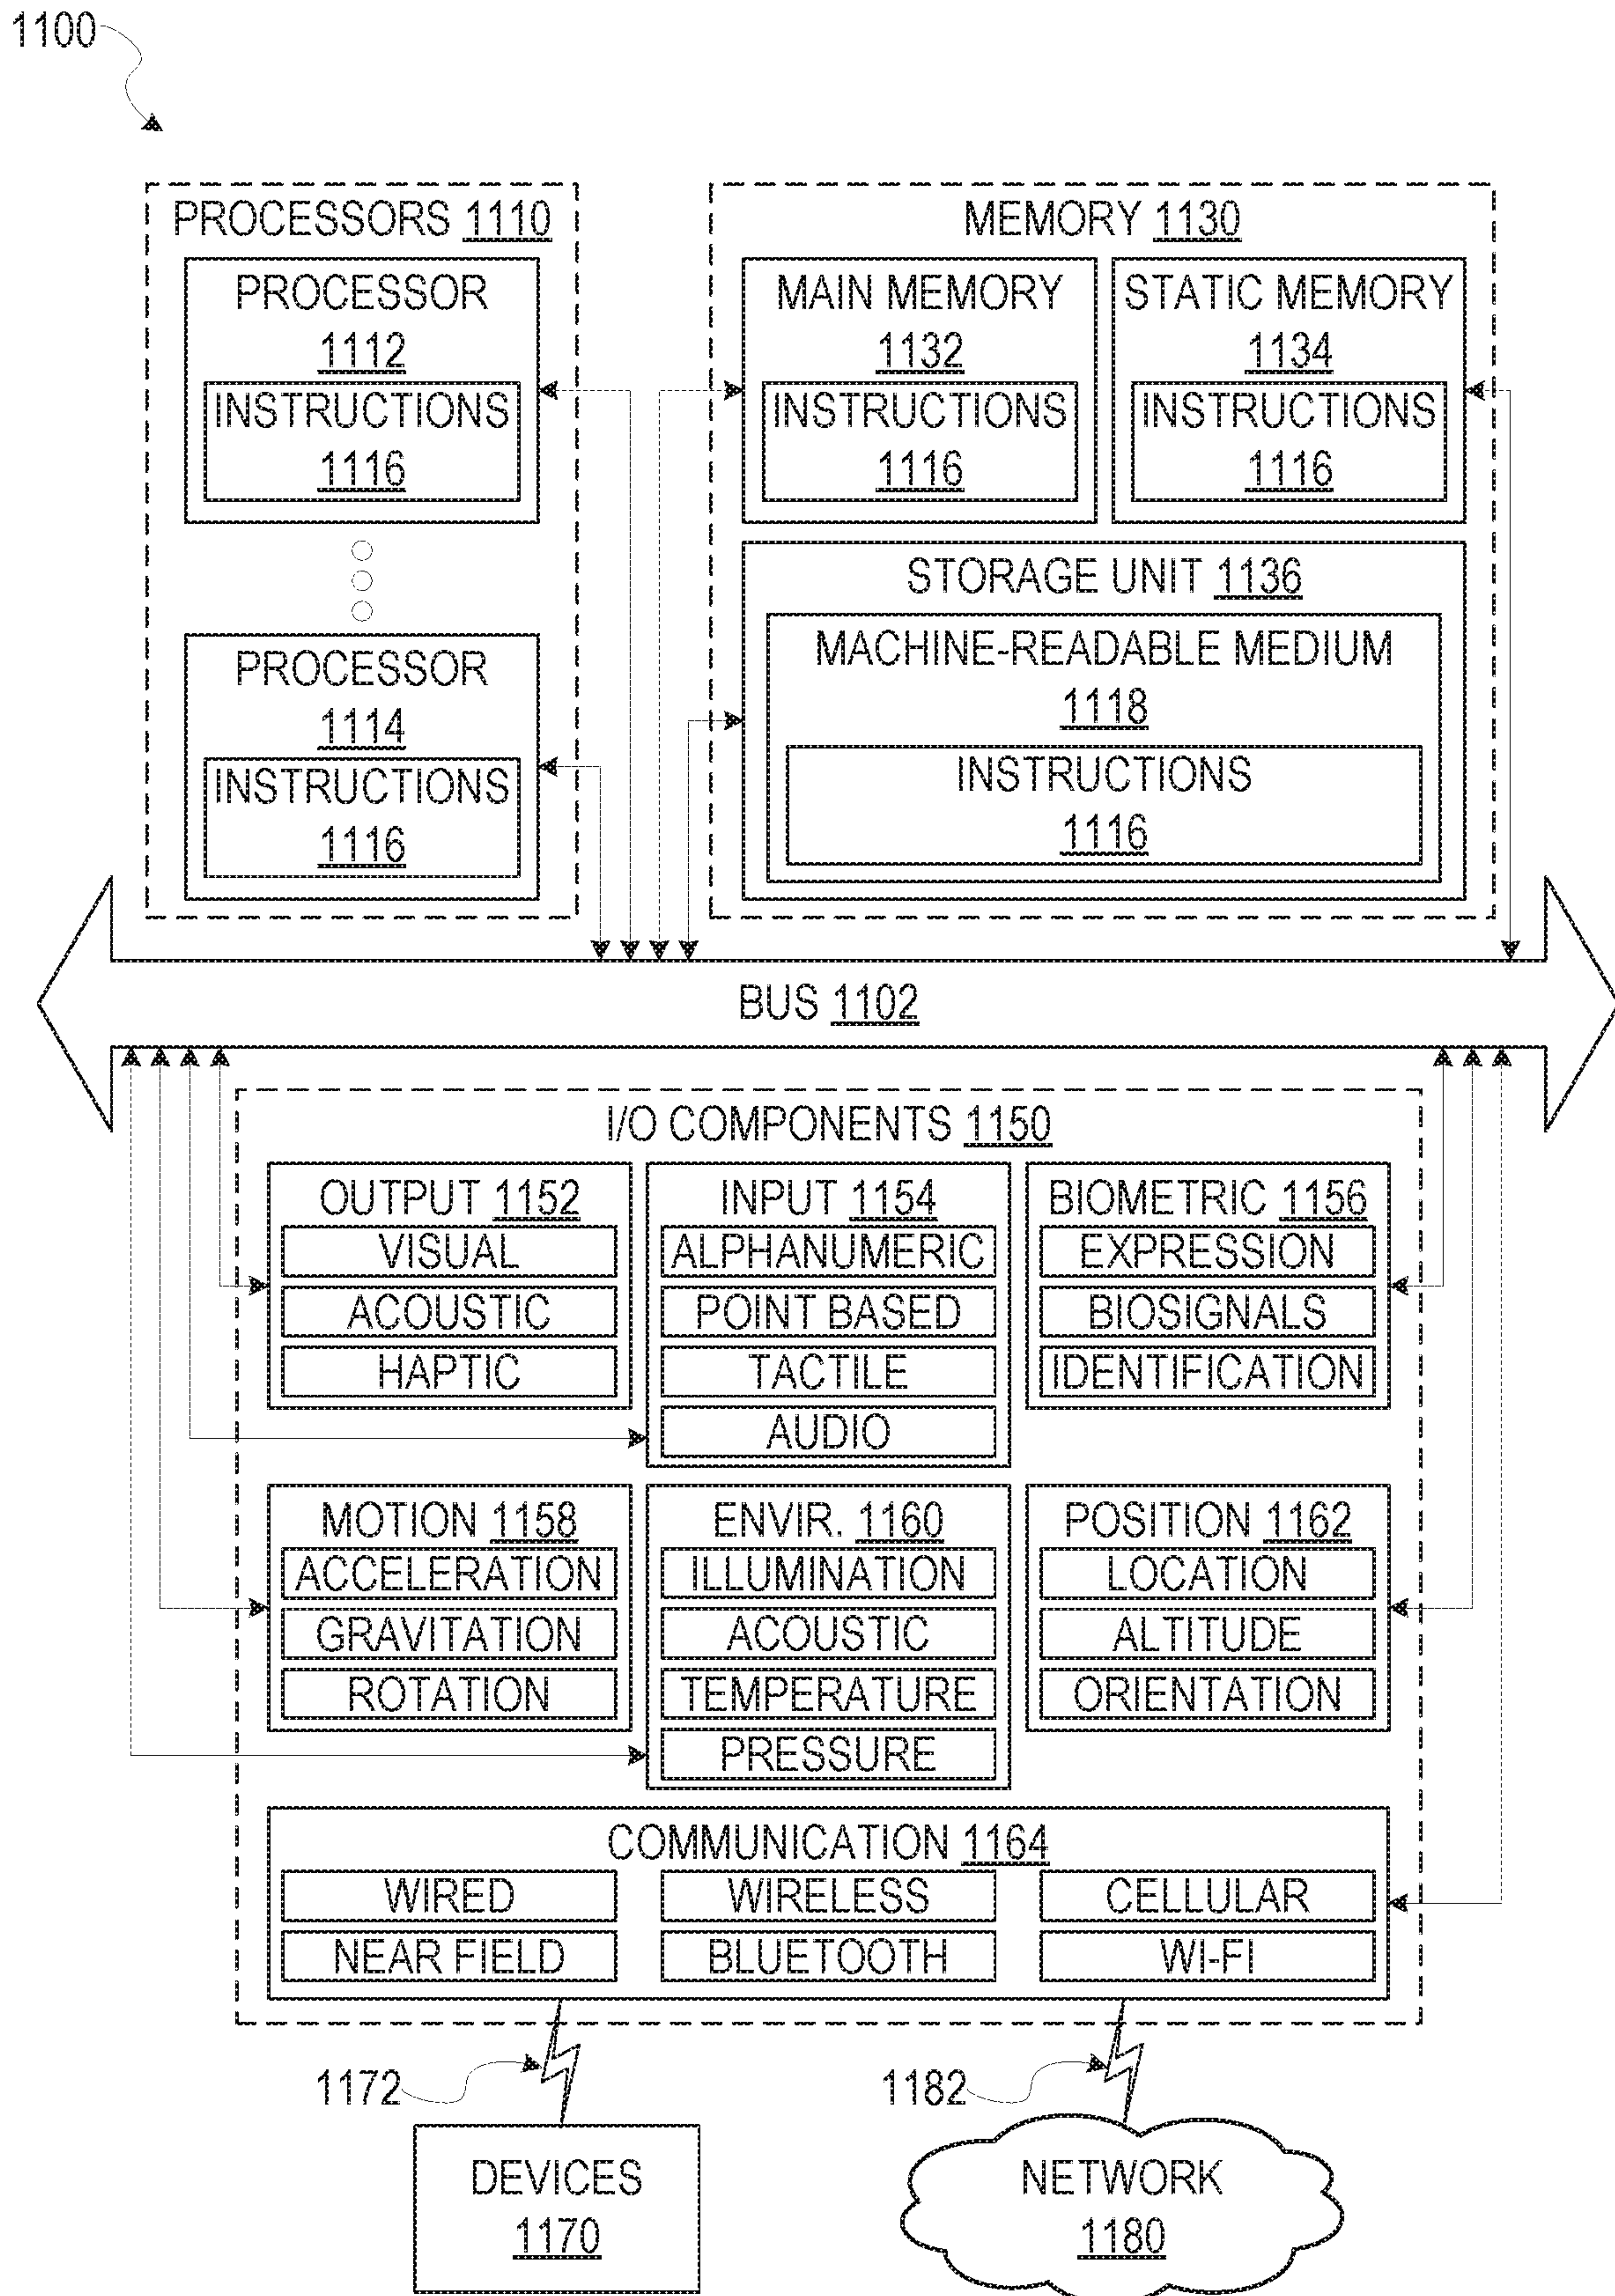 1100
PROCESSORS 1110
PROCESSOR
1112
INSTRUCTIONS
1116
PROCESSOR
1114
INSTRUCTIONS
1116
MEMORY 1130
MAIN MEMORY
1132
INSTRUCTIONS
1116
STATIC MEMORY
1134
INSTRUCTIONS
1116
STORAGE UNIT 1136
MACHINE-READABLE MEDIUM
1118
INSTRUCTIONS
1116
BUS 1102
I/O COMPONENTS 1150
OUTPUT 1152
VISUAL
ACOUSTIC
HAPTIC
INPUT 1154
ALPHANUMERIC
POINT BASED
TACTILE
AUDIO
BIOMETRIC 1156
EXPRESSION
BIOSIGNALS
IDENTIFICATION
MOTION 1158
ACCELERATION
GRAVITATION
ROTATION
ENVIR. 1160
ILLUMINATION
ACOUSTIC
TEMPERATURE
PRESSURE
POSITION 1162
LOCATION
ALTITUDE
ORIENTATION
COMMUNICATION 1164
WIRED
WIRELESS
CELLULAR
NEAR FIELD
BLUETOOTH
WI-FI
1172
1182
DEVICES
1170
NETWORK
1180